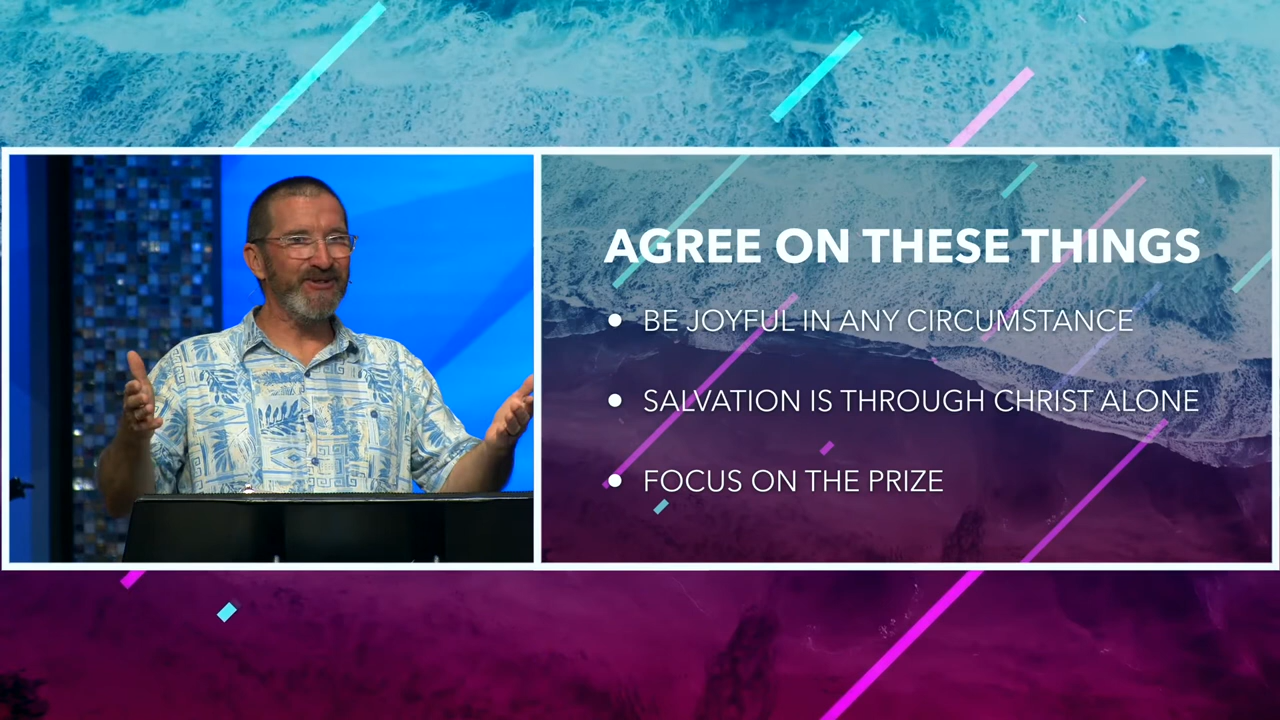 AGREE ON THESE THINGS
● BE JOYFUL IN ANY CIRCUMSTANCE
● SALVATION IS THROUGH CHRIST ALONE
● FOCUS ON THE PRIZE